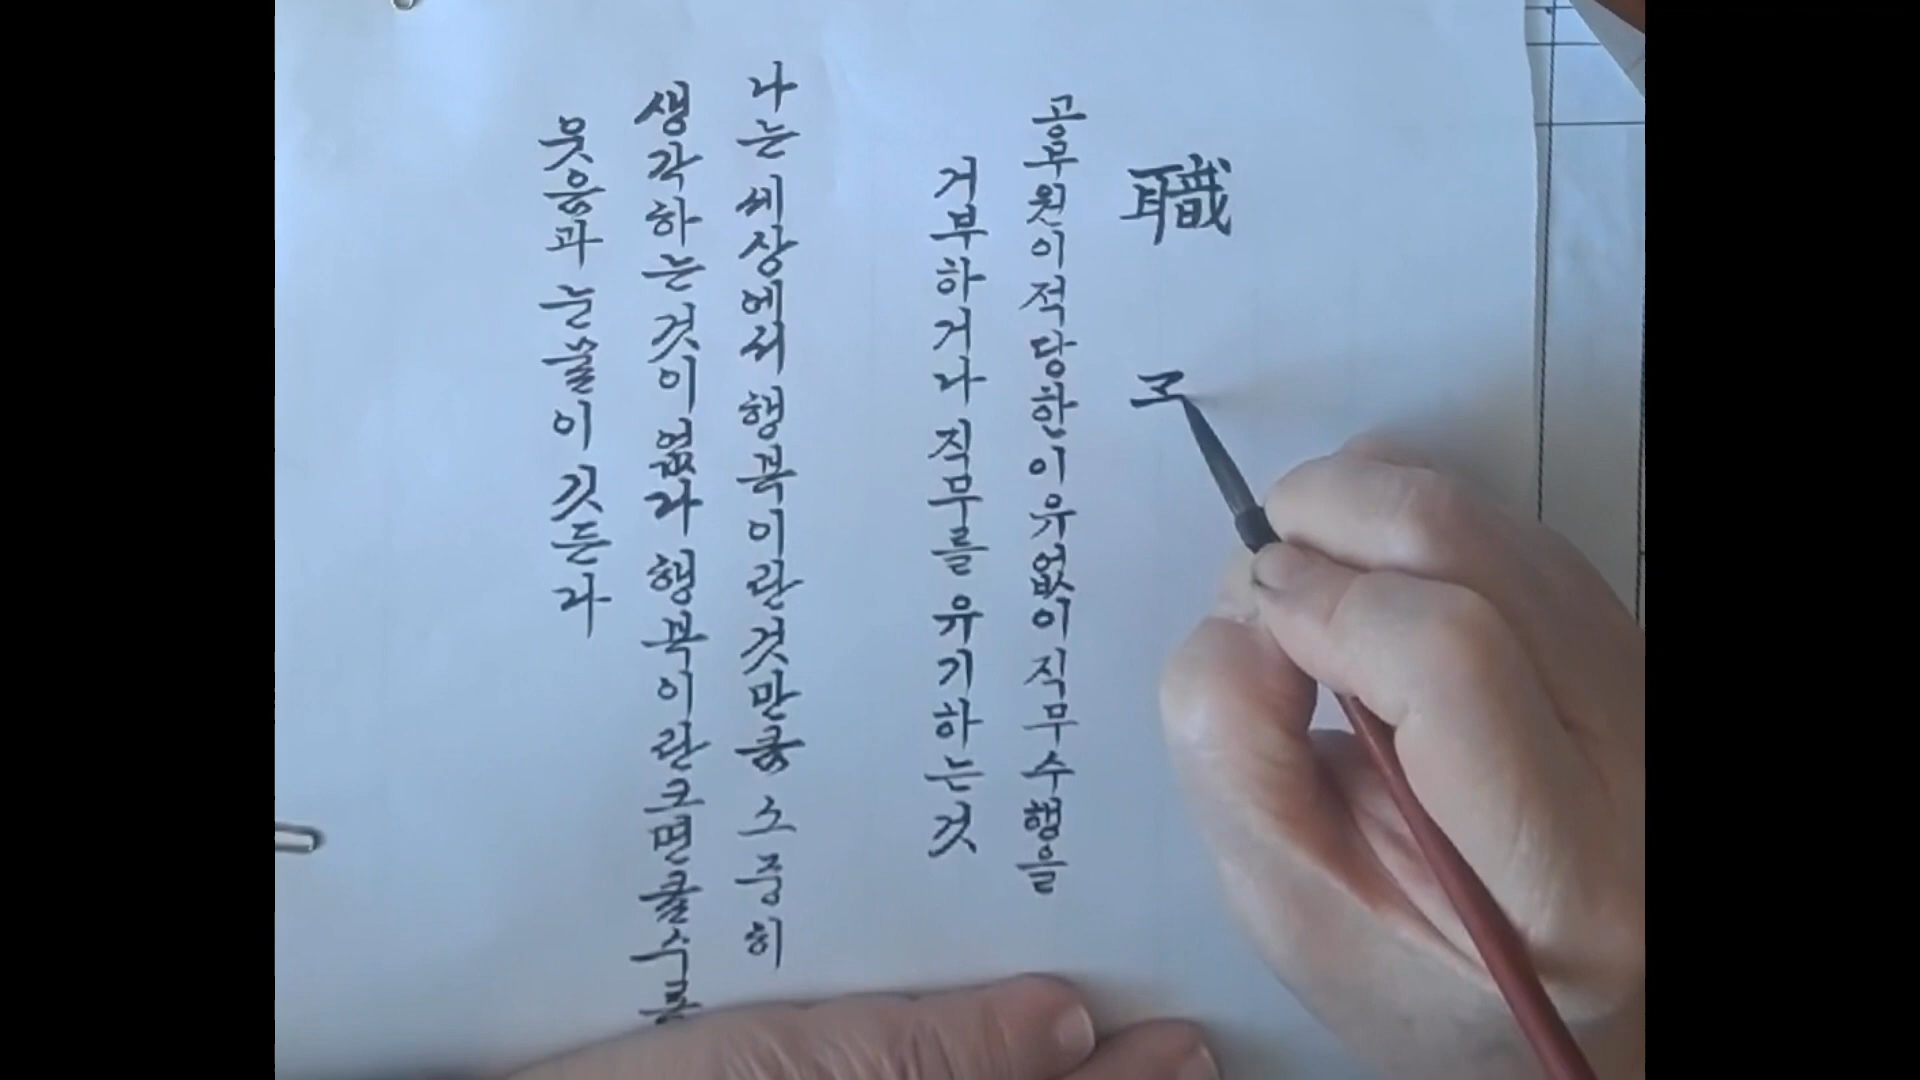 職
공무원이 적당한 이유 없이 직무수행을
거부하거나 직무를 유기하는 것
나는 세상에서 행복이란 것만큼 소중히
생각하는 것이 없다 행복이란 크면 클수록
웃음과 눈물이 깃든다